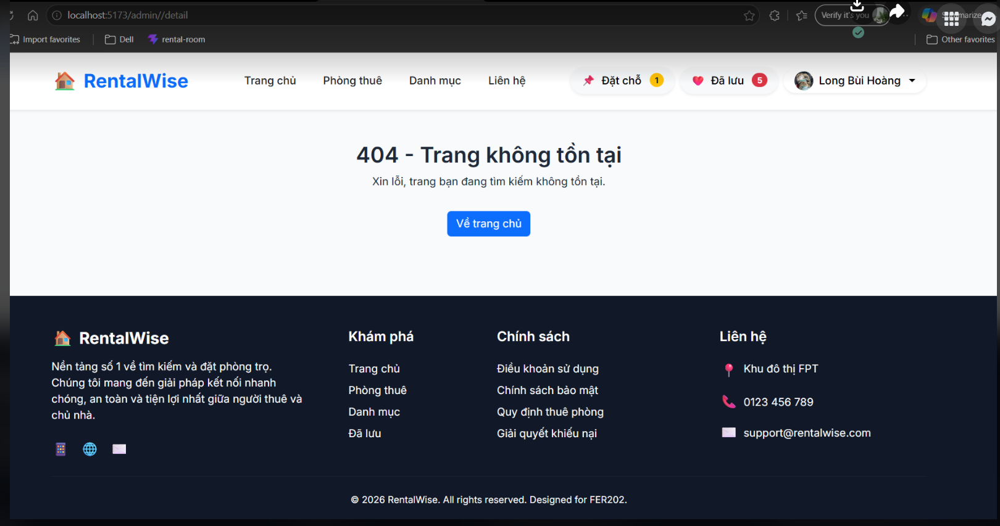 localhost:5173/admin//detail
Verify it's you
Import favorites
Dell
rental-room
Other favorites
RentalWise
Trang chủ
Phòng thuê
Danh mục
Liên hệ
Đặt chỗ 1
Đã lưu 5
Long Bùi Hoàng
404 - Trang không tồn tại
Xin lỗi, trang bạn đang tìm kiếm không tồn tại.
Về trang chủ
RentalWise
Nền tảng số 1 về tìm kiếm và đặt phòng trọ.
Chúng tôi mang đến giải pháp kết nối nhanh
chóng, an toàn và tiện lợi nhất giữa người thuê và
chủ nhà.
Khám phá
Trang chủ
Phòng thuê
Danh mục
Đã lưu
Chính sách
Điều khoản sử dụng
Chính sách bảo mật
Quy định thuê phòng
Giải quyết khiếu nại
Liên hệ
Khu đô thị FPT
0123 456 789
support@rentalwise.com
© 2026 RentalWise. All rights reserved. Designed for FER202.